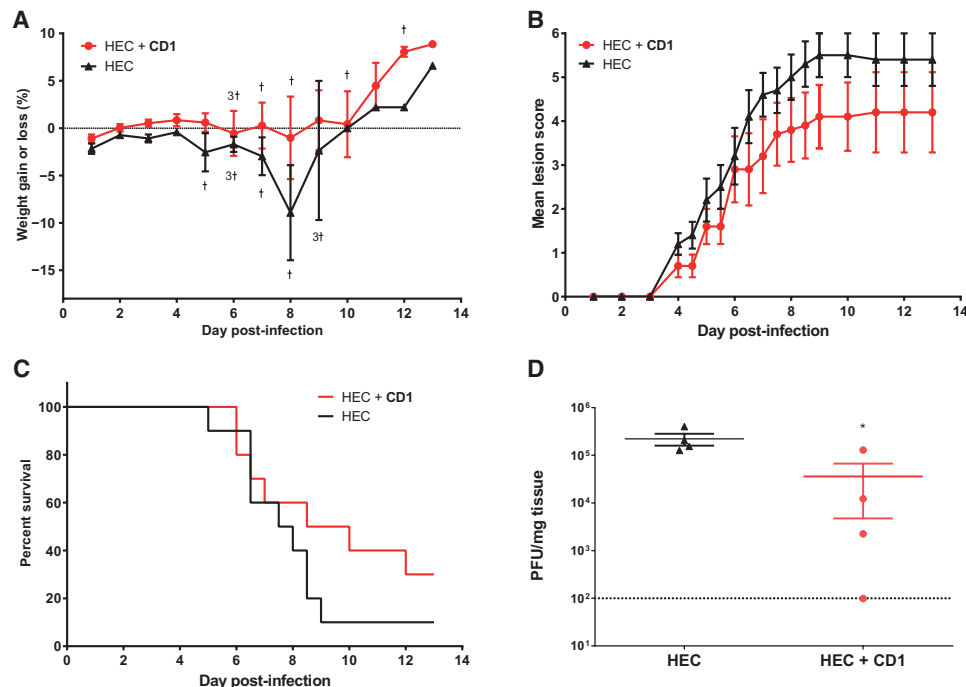 A
HEC + CD1
HEC
Weight gain or loss (%)
10
5
0
−5
−10
−15
†
3†
†
†
†
†
†
3†
†
†
3†
0 2 4 6 8 10 12 14
Day post-infection
B
HEC + CD1
HEC
Mean lesion score
6
5
4
3
2
1
0
0 2 4 6 8 10 12 14
Day post-infection
C
HEC + CD1
HEC
Percent survival
100
80
60
40
20
0
0 2 4 6 8 10 12 14
Day post-infection
D
PFU/mg tissue
10⁶
10⁵
10⁴
10³
10²
10¹
*
HEC HEC + CD1